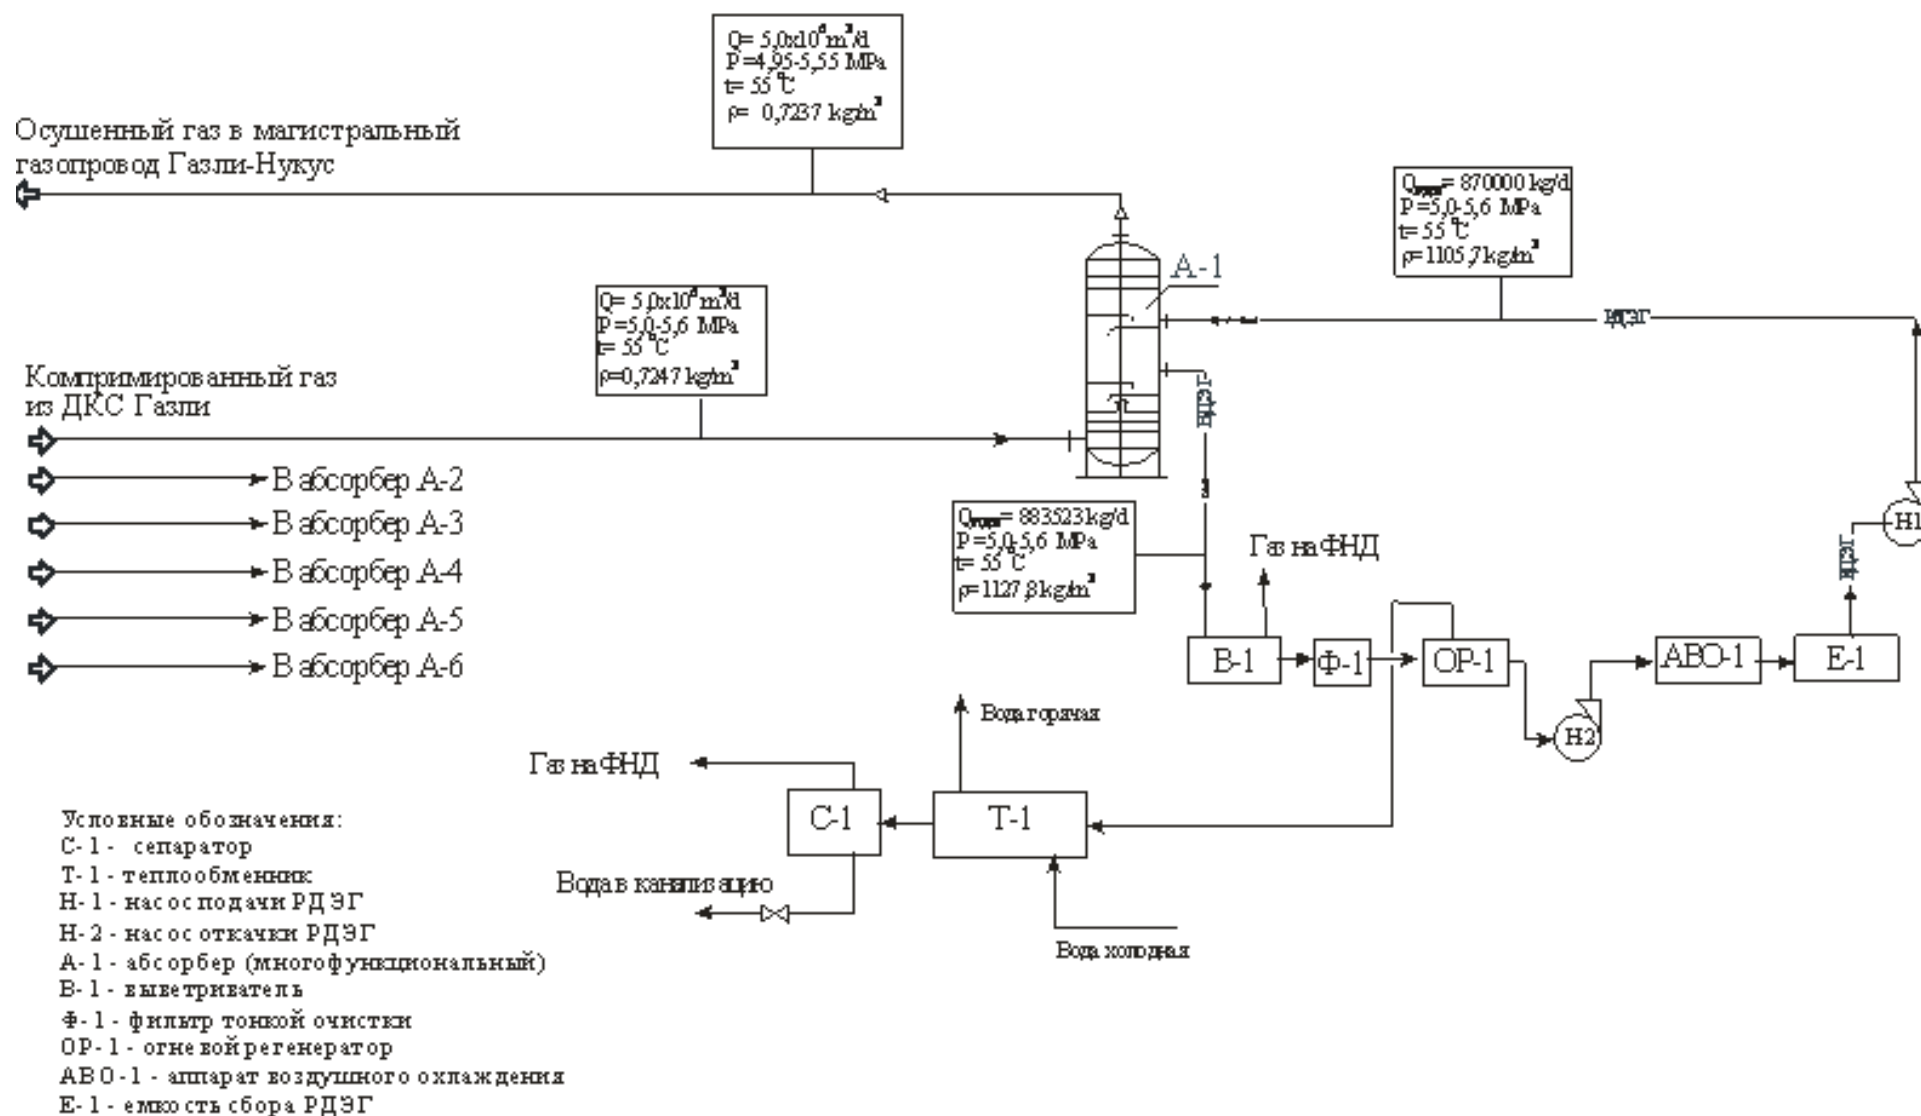 Q= 5,0x10⁶ m³/d
P=4,95-5,55 MPa
t= 55 °C
ρ= 0,7237 kg/m³
Осушенный газ в магистральный
газопровод Газли-Нукус
= 870000 kg/d
P=5,0-5,6 MPa
t= 55 °C
ρ=1105,7 kg/m³
А-1
Q= 5,0x10⁶ m³/d
P=5,0-5,6 MPa
t= 55 °C
ρ=0,7247 kg/m³
Компримированный газ
из ДКС Газли
В абсорбер А-2
В абсорбер А-3
В абсорбер А-4
В абсорбер А-5
В абсорбер А-6
= 883523 kg/d
P=5,0-5,6 MPa
t= 55 °C
ρ=1127,8 kg/m³
Газ на ФНД
Н1
В-1
Ф-1
ОР-1
Н2
АВО-1
Е-1
Вода горячая
Газ на ФНД
С-1
Т-1
Вода в канализацию
Вода холодная
Условные обозначения:
С-1 - сепаратор
Т-1 - теплообменник
Н-1 - насос подачи РДЭГ
Н-2 - насос откачки РДЭГ
А-1 - абсорбер (многофункциональный)
В-1 - выветриватель
Ф-1 - фильтр тонкой очистки
ОР-1 - огневой регенератор
АВО-1 - аппарат воздушного охлаждения
Е-1 - емкость сбора РДЭГ